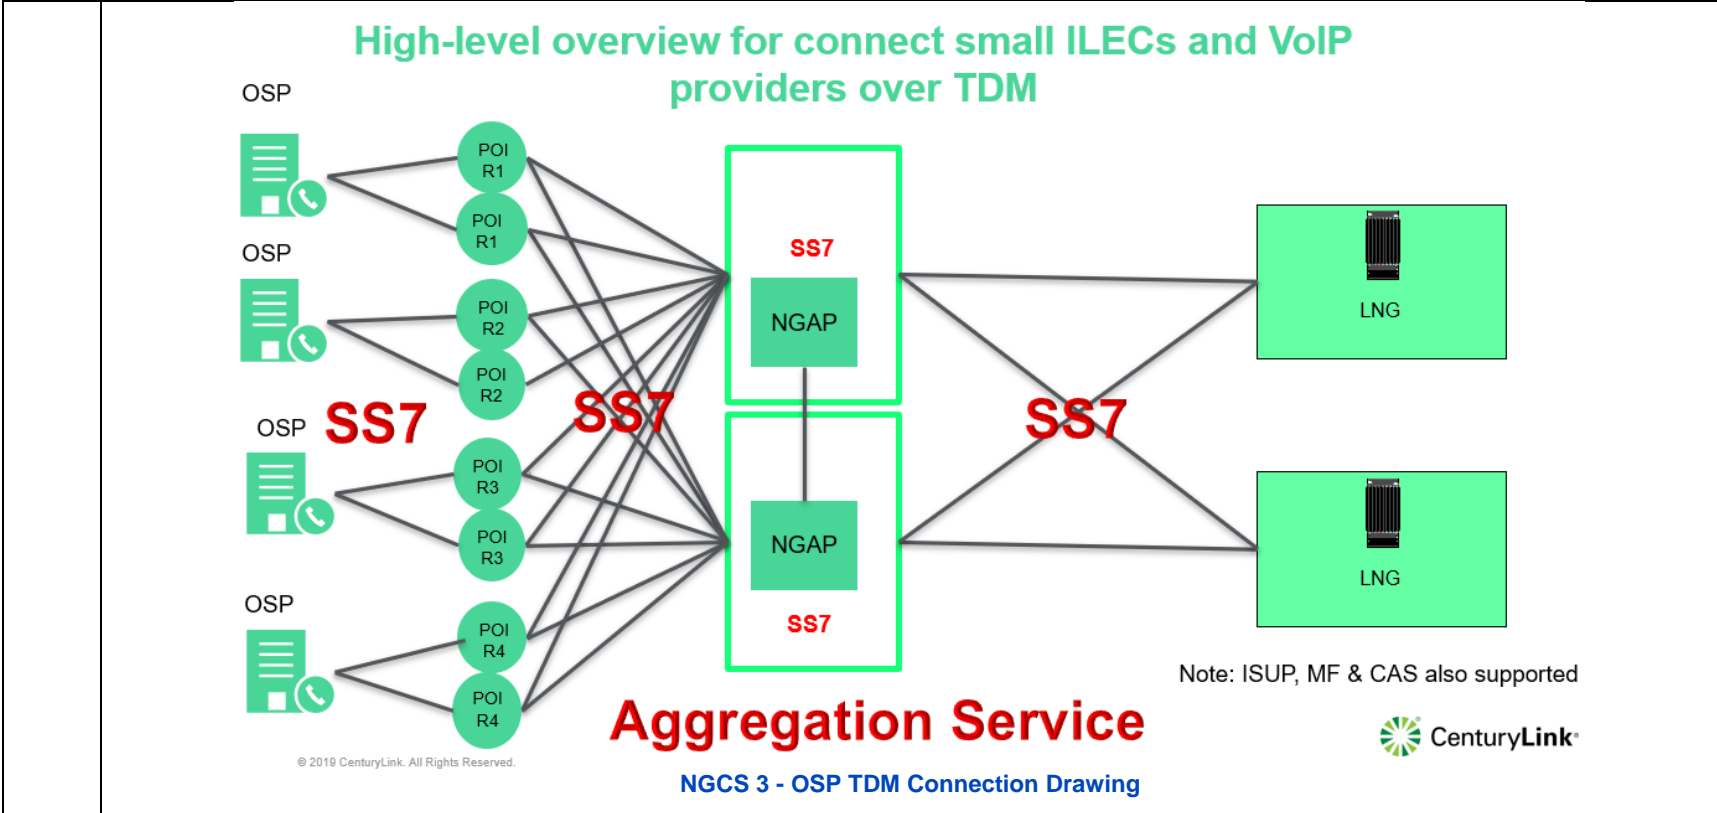 High-level overview for connect small ILECs and VoIP
providers over TDM
OSP
POI
R1
POI
R1
OSP
POI
R2
POI
R2
OSP
SS7
POI
R3
POI
R3
OSP
POI
R4
POI
R4
SS7
SS7
NGAP
NGAP
SS7
SS7
LNG
LNG
Note: ISUP, MF & CAS also supported
Aggregation Service
CenturyLink®
© 2019 CenturyLink. All Rights Reserved.
NGCS 3 - OSP TDM Connection Drawing